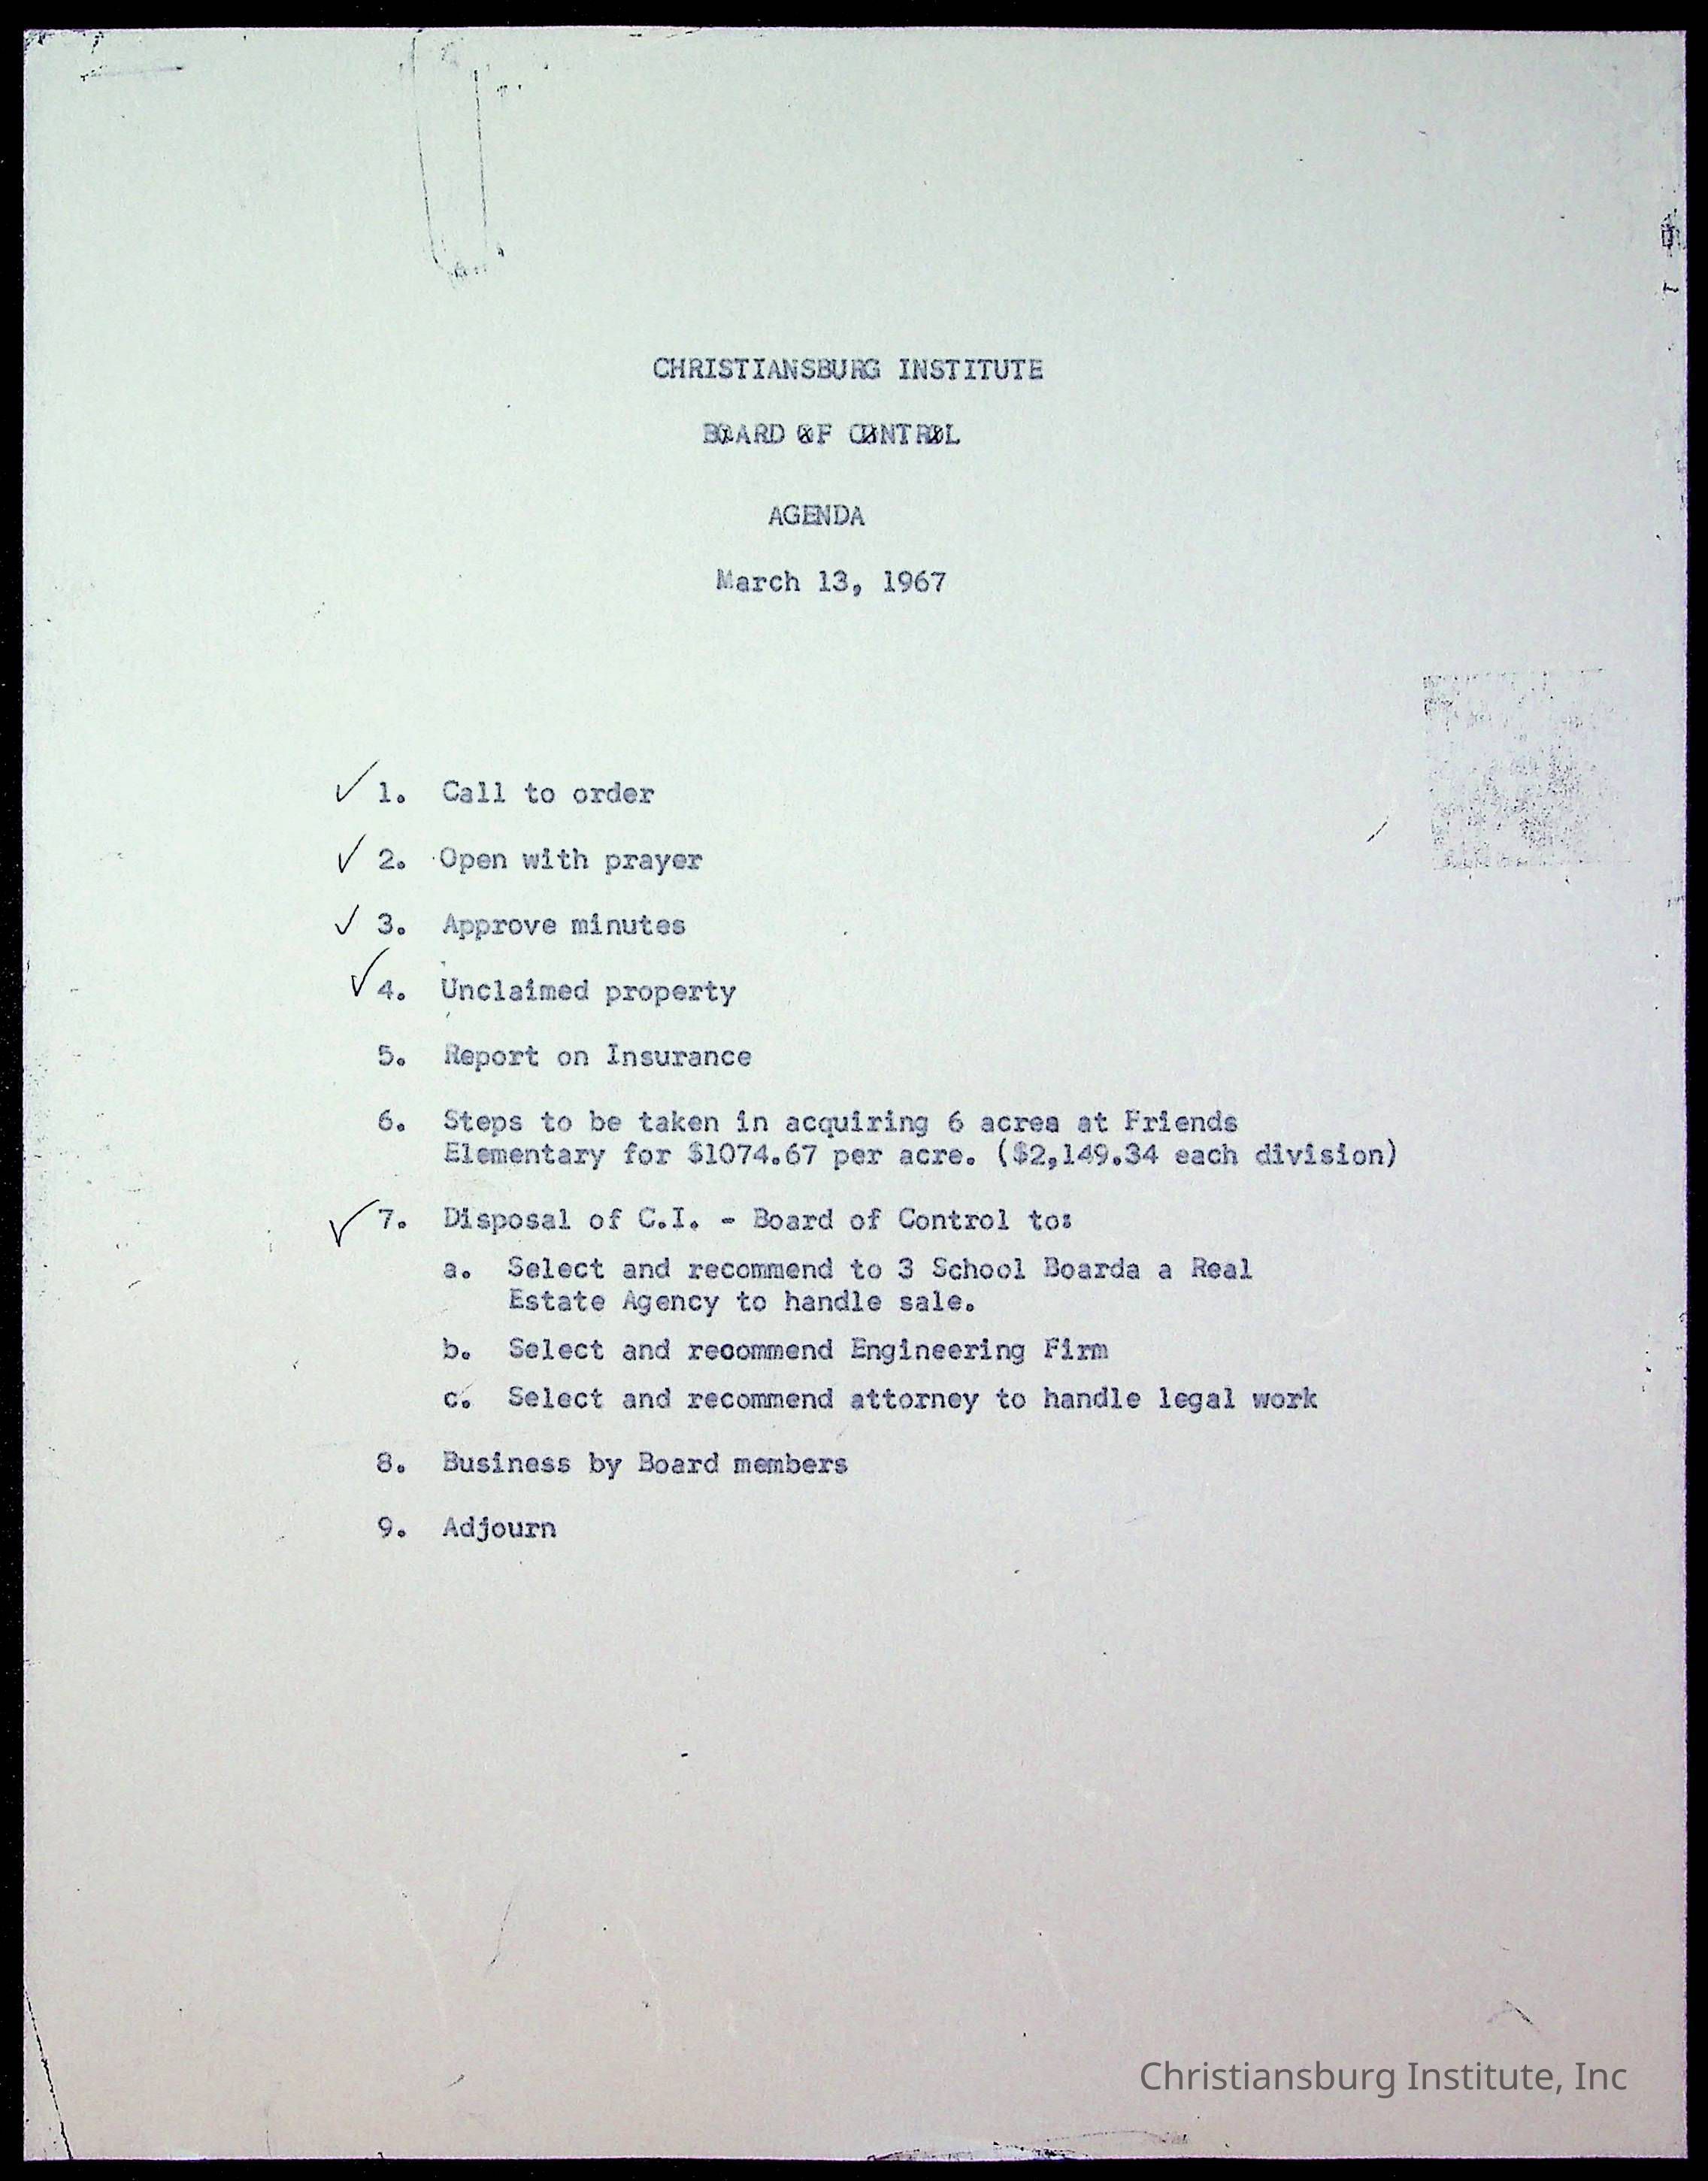 CHRISTIANSBURG INSTITUTE
BOARD OF CONTROL
AGENDA
March 13, 1967
✓ 1. Call to order
✓ 2. Open with prayer
✓ 3. Approve minutes
✓ 4. Unclaimed property
5. Report on Insurance
6. Steps to be taken in acquiring 6 acres at Friends
Elementary for $1074.67 per acre. ($2,149.34 each division)
✓ 7. Disposal of C.I. - Board of Control to:
a. Select and recommend to 3 School Boards a Real
Estate Agency to handle sale.
b. Select and recommend Engineering Firm
c. Select and recommend attorney to handle legal work
8. Business by Board members
9. Adjourn
Christiansburg Institute, Inc